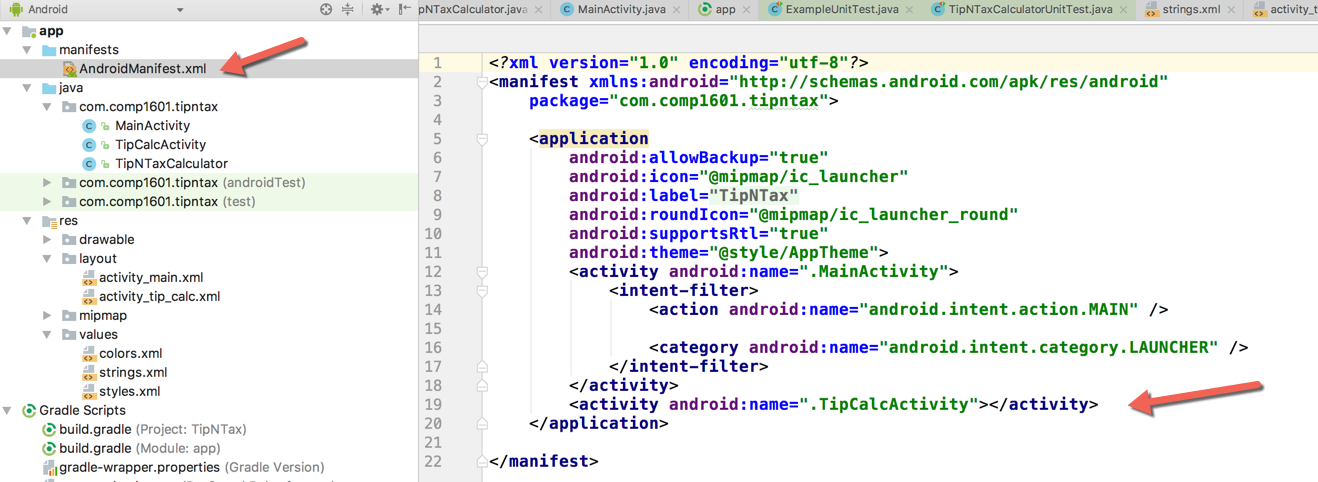 Android
app
manifests
AndroidManifest.xml
java
com.comp1601.tipntax
MainActivity
TipCalcActivity
TipNTaxCalculator
com.comp1601.tipntax (androidTest)
com.comp1601.tipntax (test)
res
drawable
layout
activity_main.xml
activity_tip_calc.xml
mipmap
values
colors.xml
strings.xml
styles.xml
Gradle Scripts
build.gradle (Project: TipNTax)
build.gradle (Module: app)
gradle-wrapper.properties (Gradle Version)
pNTaxCalculator.java MainActivity.java app ExampleUnitTest.java TipNTaxCalculatorUnitTest.java strings.xml activity_t
1 <?xml version="1.0" encoding="utf-8"?>
2 <manifest xmlns:android="http://schemas.android.com/apk/res/android"
3 package="com.comp1601.tipntax">
4
5 <application
6 android:allowBackup="true"
7 android:icon="@mipmap/ic_launcher"
8 android:label="TipNTax"
9 android:roundIcon="@mipmap/ic_launcher_round"
10 android:supportsRtl="true"
11 android:theme="@style/AppTheme">
12 <activity android:name=".MainActivity">
13 <intent-filter>
14 <action android:name="android.intent.action.MAIN" />
15
16 <category android:name="android.intent.category.LAUNCHER" />
17 </intent-filter>
18 </activity>
19 <activity android:name=".TipCalcActivity"></activity>
20 </application>
21
22 </manifest>